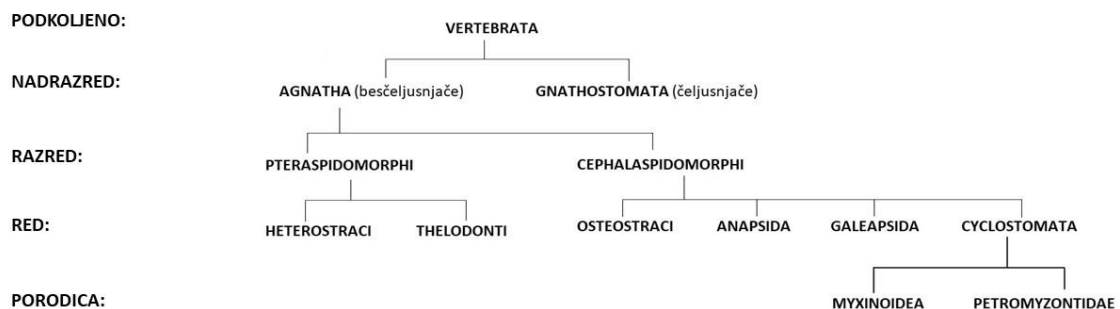 PODKOLJENO:
VERTEBRATA
NADRAZRED:
AGNATHA (besčeljusnjače) GNATHOSTOMATA (čeljusnjače)
RAZRED:
PTERASPIDOMORPHI CEPHALASPIDOMORPHI
RED:
HETEROSTRACI THELODONTI OSTEOSTRACI ANAPSIDA GALEAPSIDA CYCLOSTOMATA
PORODICA:
MYXINOIDEA PETROMYZONTIDAE